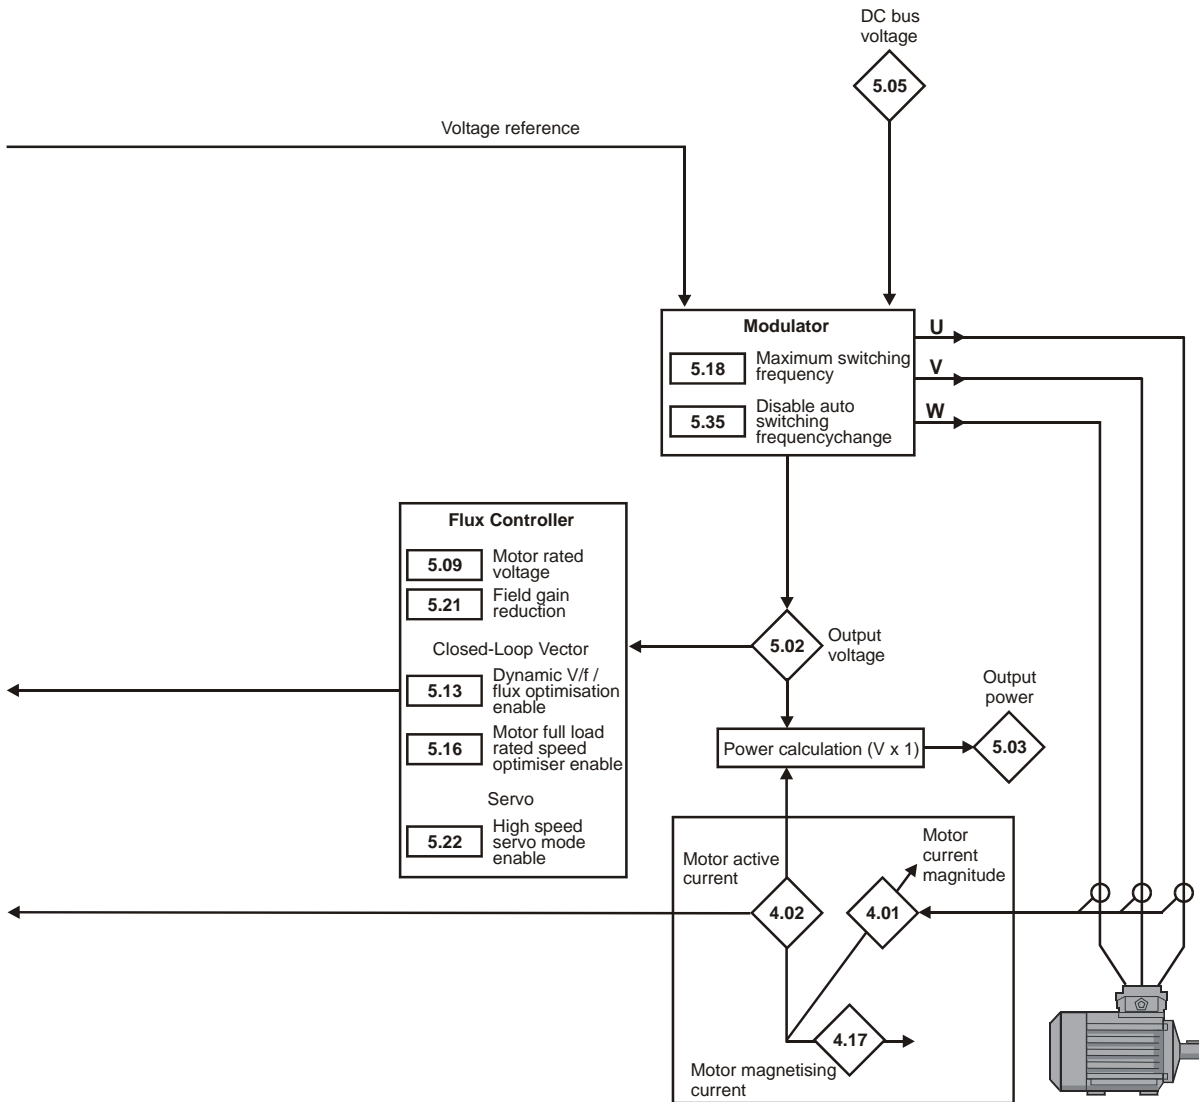 DC bus
voltage
5.05
Voltage reference
Modulator
5.18
Maximum switching
frequency
5.35
Disable auto
switching
frequencychange
U
V
W
Flux Controller
5.09
Motor rated
voltage
5.21
Field gain
reduction
Closed-Loop Vector
5.13
Dynamic V/f /
flux optimisation
enable
5.16
Motor full load
rated speed
optimiser enable
Servo
5.22
High speed
servo mode
enable
5.02
Output
voltage
Output
power
Power calculation (V x 1)
5.03
Motor active
current
4.02
Motor
current
magnitude
4.01
4.17
Motor magnetising
current